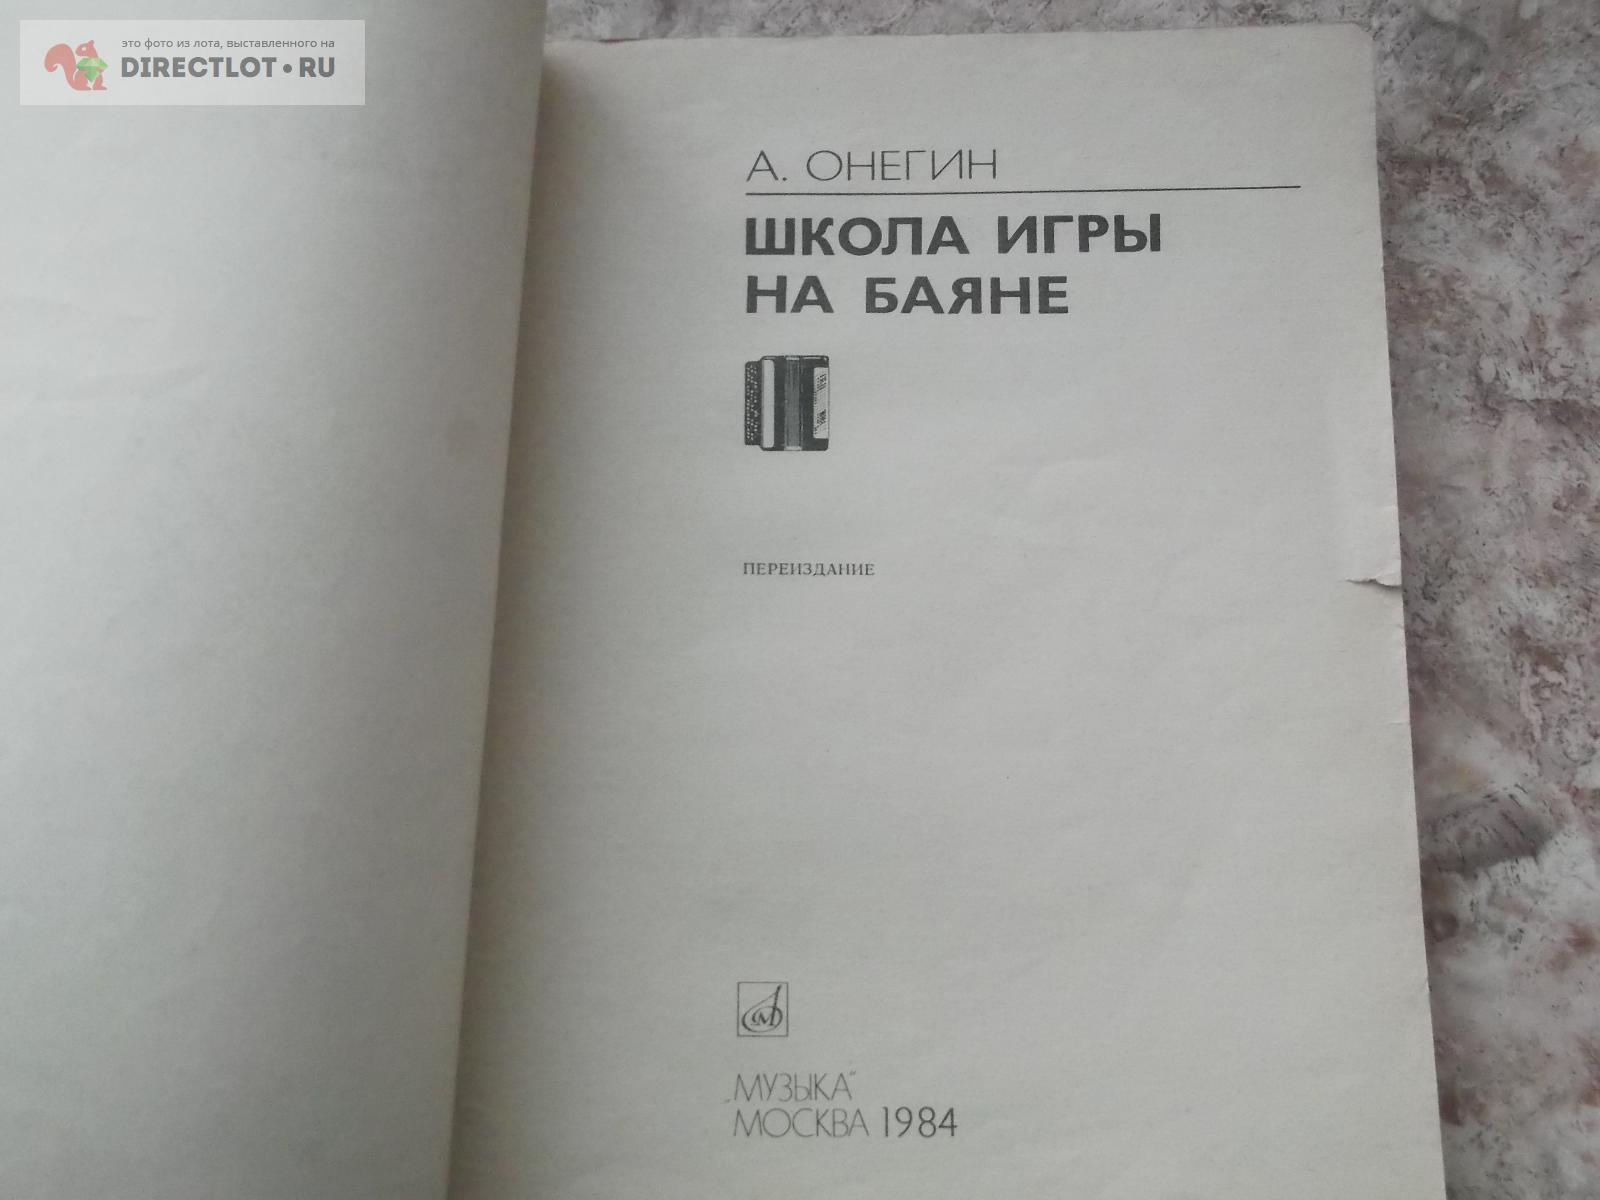 это фото из лота, выставленного на
DIRECTLOT.RU
А. ОНЕГИН
ШКОЛА ИГРЫ
НА БАЯНЕ
ПЕРЕИЗДАНИЕ
„МУЗЫКА“
МОСКВА 1984